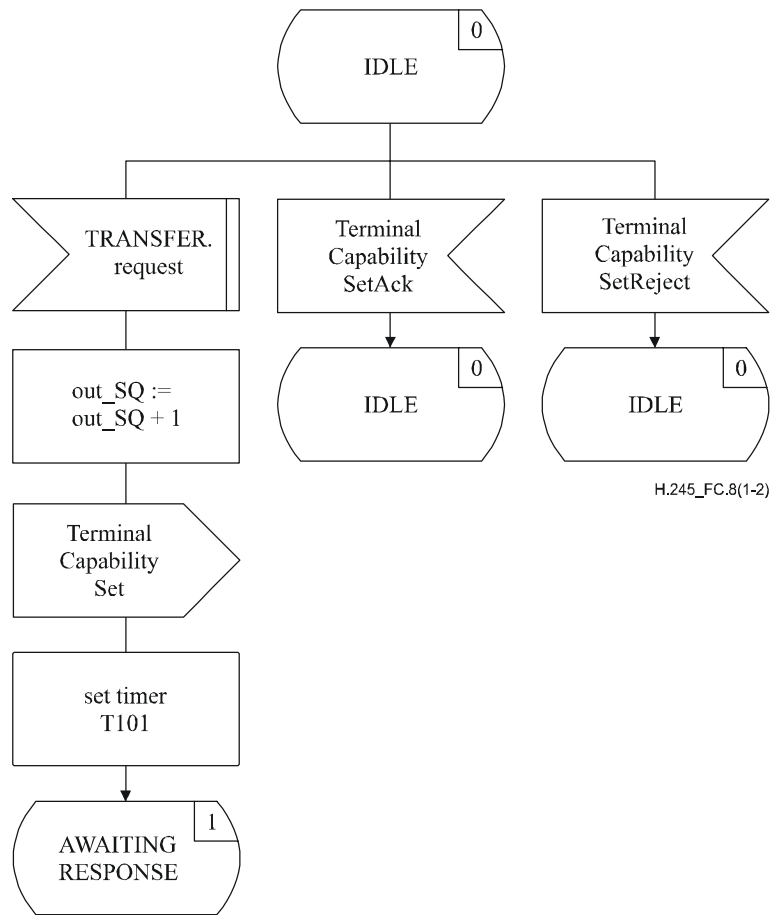 0
IDLE
TRANSFER.
request
Terminal
Capability
SetAck
Terminal
Capability
SetReject
out_SQ :=
out_SQ + 1
0
IDLE
0
IDLE
H.245_FC.8(1-2)
Terminal
Capability
Set
set timer
T101
1
AWAITING
RESPONSE